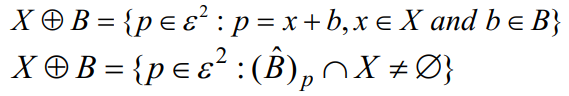 X ⊕ B = {p ∈ ε² : p = x + b, x ∈ X and b ∈ B}
X ⊕ B = {p ∈ ε² : (B̂)ₚ ∩ X ≠ ∅}